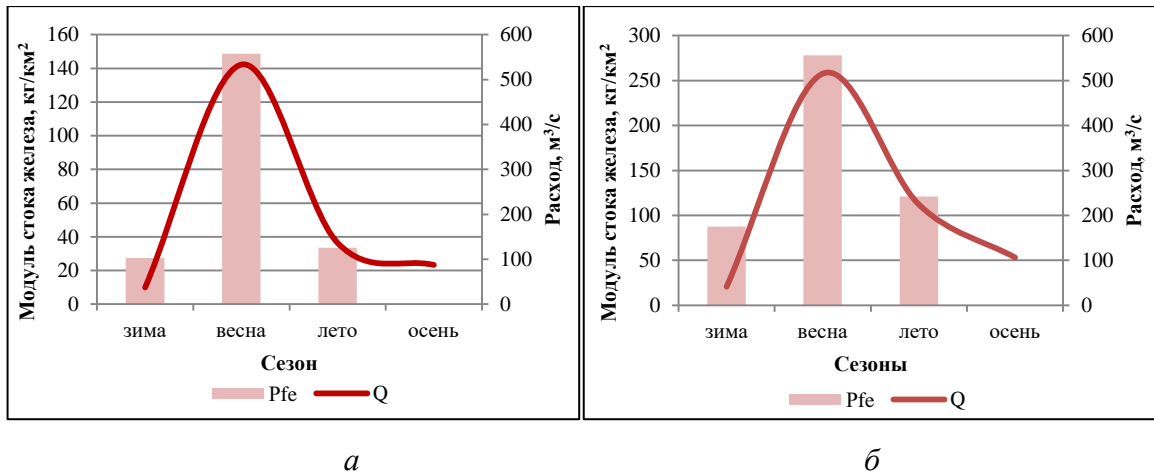 Модуль стока железа, кг/км²
160
140
120
100
80
60
40
20
0
600
500
400
300
200
100
0
Расход, м³/с
зима весна лето осень
Сезон
Pfe Q
Модуль стока железа, кг/км²
300
250
200
150
100
50
0
600
500
400
300
200
100
0
Расход, м³/с
зима весна лето осень
Сезоны
Pfe Q
а б